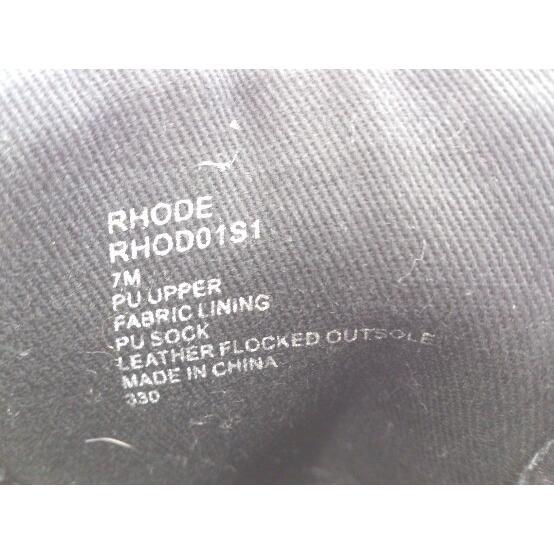 RHODE
RHOD01S1
7M
PU UPPER
FABRIC LINING
PU SOCK
LEATHER FLOCKED OUTSOLE
MADE IN CHINA
330